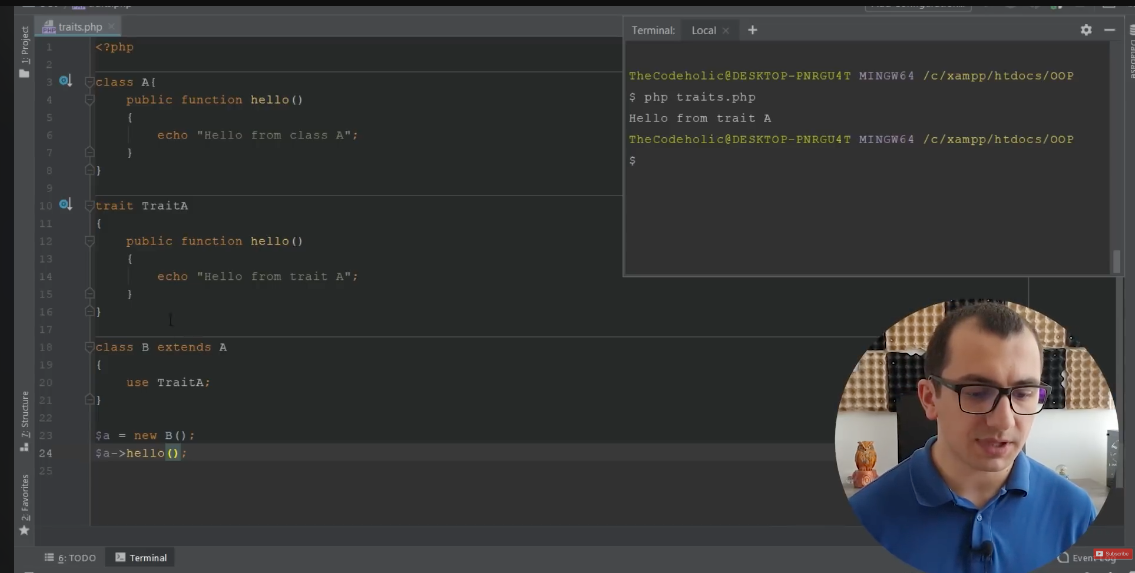 traits.php
1: Project
1 <?php
2
3 class A{
4 public function hello()
5 {
6 echo "Hello from class A";
7 }
8 }
9
10 trait TraitA
11 {
12 public function hello()
13 {
14 echo "Hello from trait A";
15 }
16 }
17
18 class B extends A
19 {
20 use TraitA;
21 }
22
23 $a = new B();
24 $a->hello();
25
Terminal: Local × +
TheCodeholic@DESKTOP-PNRGU4T MINGW64 /c/xampp/htdocs/OOP
$ php traits.php
Hello from trait A
TheCodeholic@DESKTOP-PNRGU4T MINGW64 /c/xampp/htdocs/OOP
$
Database
7: Structure
2: Favorites
6: TODO Terminal
Event Log
Subscribe